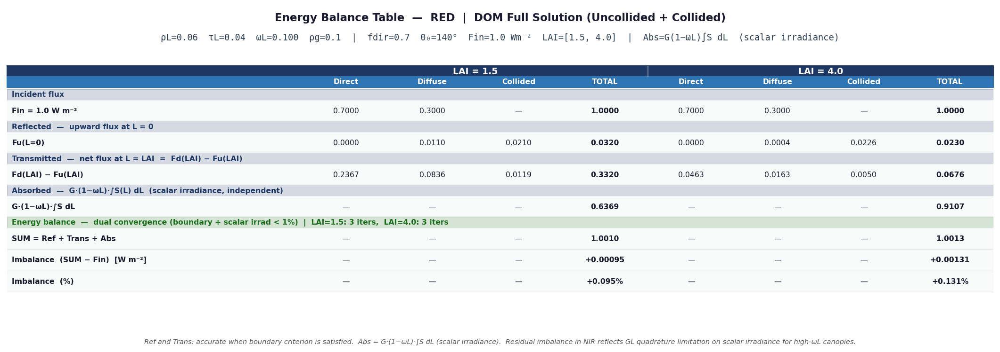 Energy Balance Table — RED | DOM Full Solution (Uncollided + Collided)
ρL=0.06 τL=0.04 ωL=0.100 ρg=0.1 | fdir=0.7 θ₀=140° Fin=1.0 Wm⁻² LAI=[1.5, 4.0] | Abs=G(1−ωL)∫S dL (scalar irradiance)
LAI = 1.5 LAI = 4.0
Direct Diffuse Collided TOTAL Direct Diffuse Collided TOTAL
Incident flux
Fin = 1.0 W m⁻² 0.7000 0.3000 — 1.0000 0.7000 0.3000 — 1.0000
Reflected — upward flux at L = 0
Fu(L=0) 0.0000 0.0110 0.0210 0.0320 0.0000 0.0004 0.0226 0.0230
Transmitted — net flux at L = LAI = Fd(LAI) − Fu(LAI)
Fd(LAI) − Fu(LAI) 0.2367 0.0836 0.0119 0.3320 0.0463 0.0163 0.0050 0.0676
Absorbed — G·(1−ωL)·∫S(L) dL (scalar irradiance, independent)
G·(1−ωL)·∫S dL — — — 0.6369 — — — 0.9107
Energy balance — dual convergence (boundary + scalar irrad < 1%) | LAI=1.5: 3 iters, LAI=4.0: 3 iters
SUM = Ref + Trans + Abs — — — 1.0010 — — — 1.0013
Imbalance (SUM − Fin) [W m⁻²] — — — +0.00095 — — — +0.00131
Imbalance (%) — — — +0.095% — — — +0.131%
Ref and Trans: accurate when boundary criterion is satisfied. Abs = G·(1−ωL)·∫S dL (scalar irradiance). Residual imbalance in NIR reflects GL quadrature limitation on scalar irradiance for high-ωL canopies.